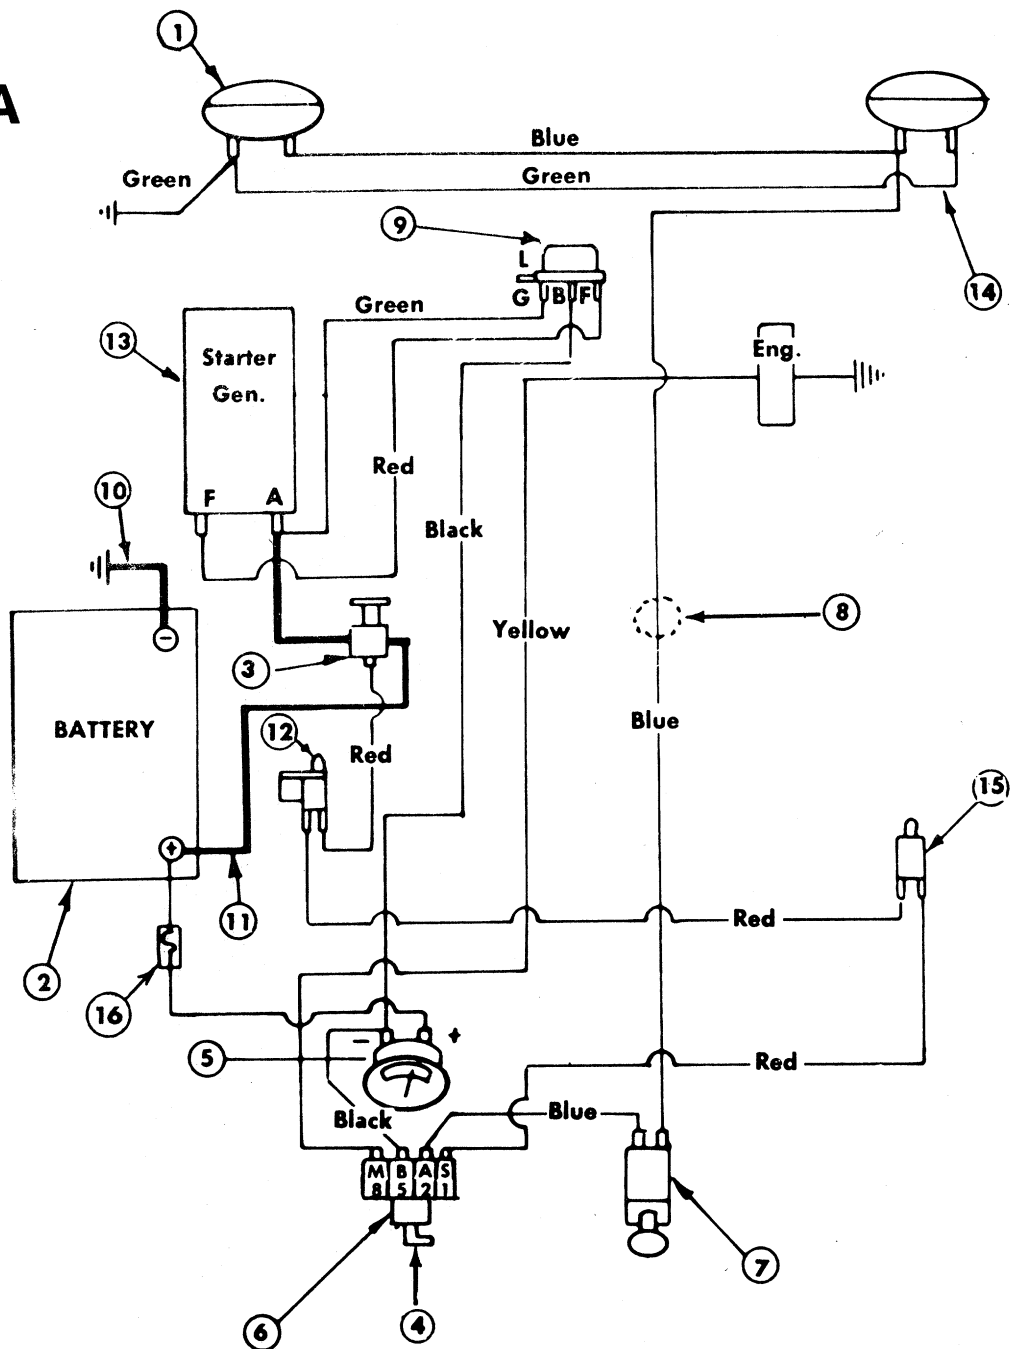 1
A
Blue
Green
Green
9
L
G B F
14
Green
13
Starter
Gen.
Eng.
Red
10
F A
Black
Yellow
8
3
BATTERY
Blue
12
Red
15
11
Red
2
16
5
- +
Red
Black
Blue
M B A S
8 5 2 1
7
6
4